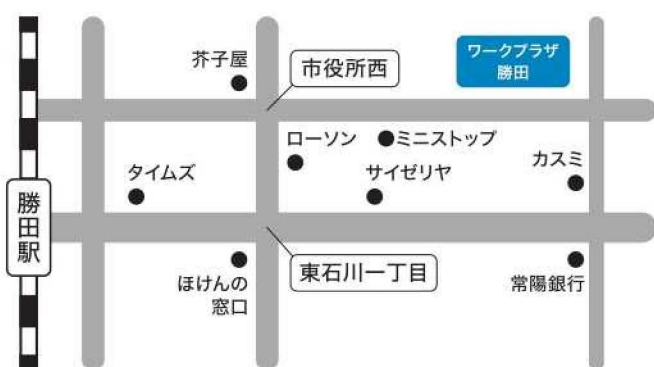 芥子屋
市役所西
ワークプラザ
勝田
ローソン
ミニストップ
タイムズ
サイゼリヤ
カスミ
勝田駅
ほけんの
窓口
東石川一丁目
常陽銀行